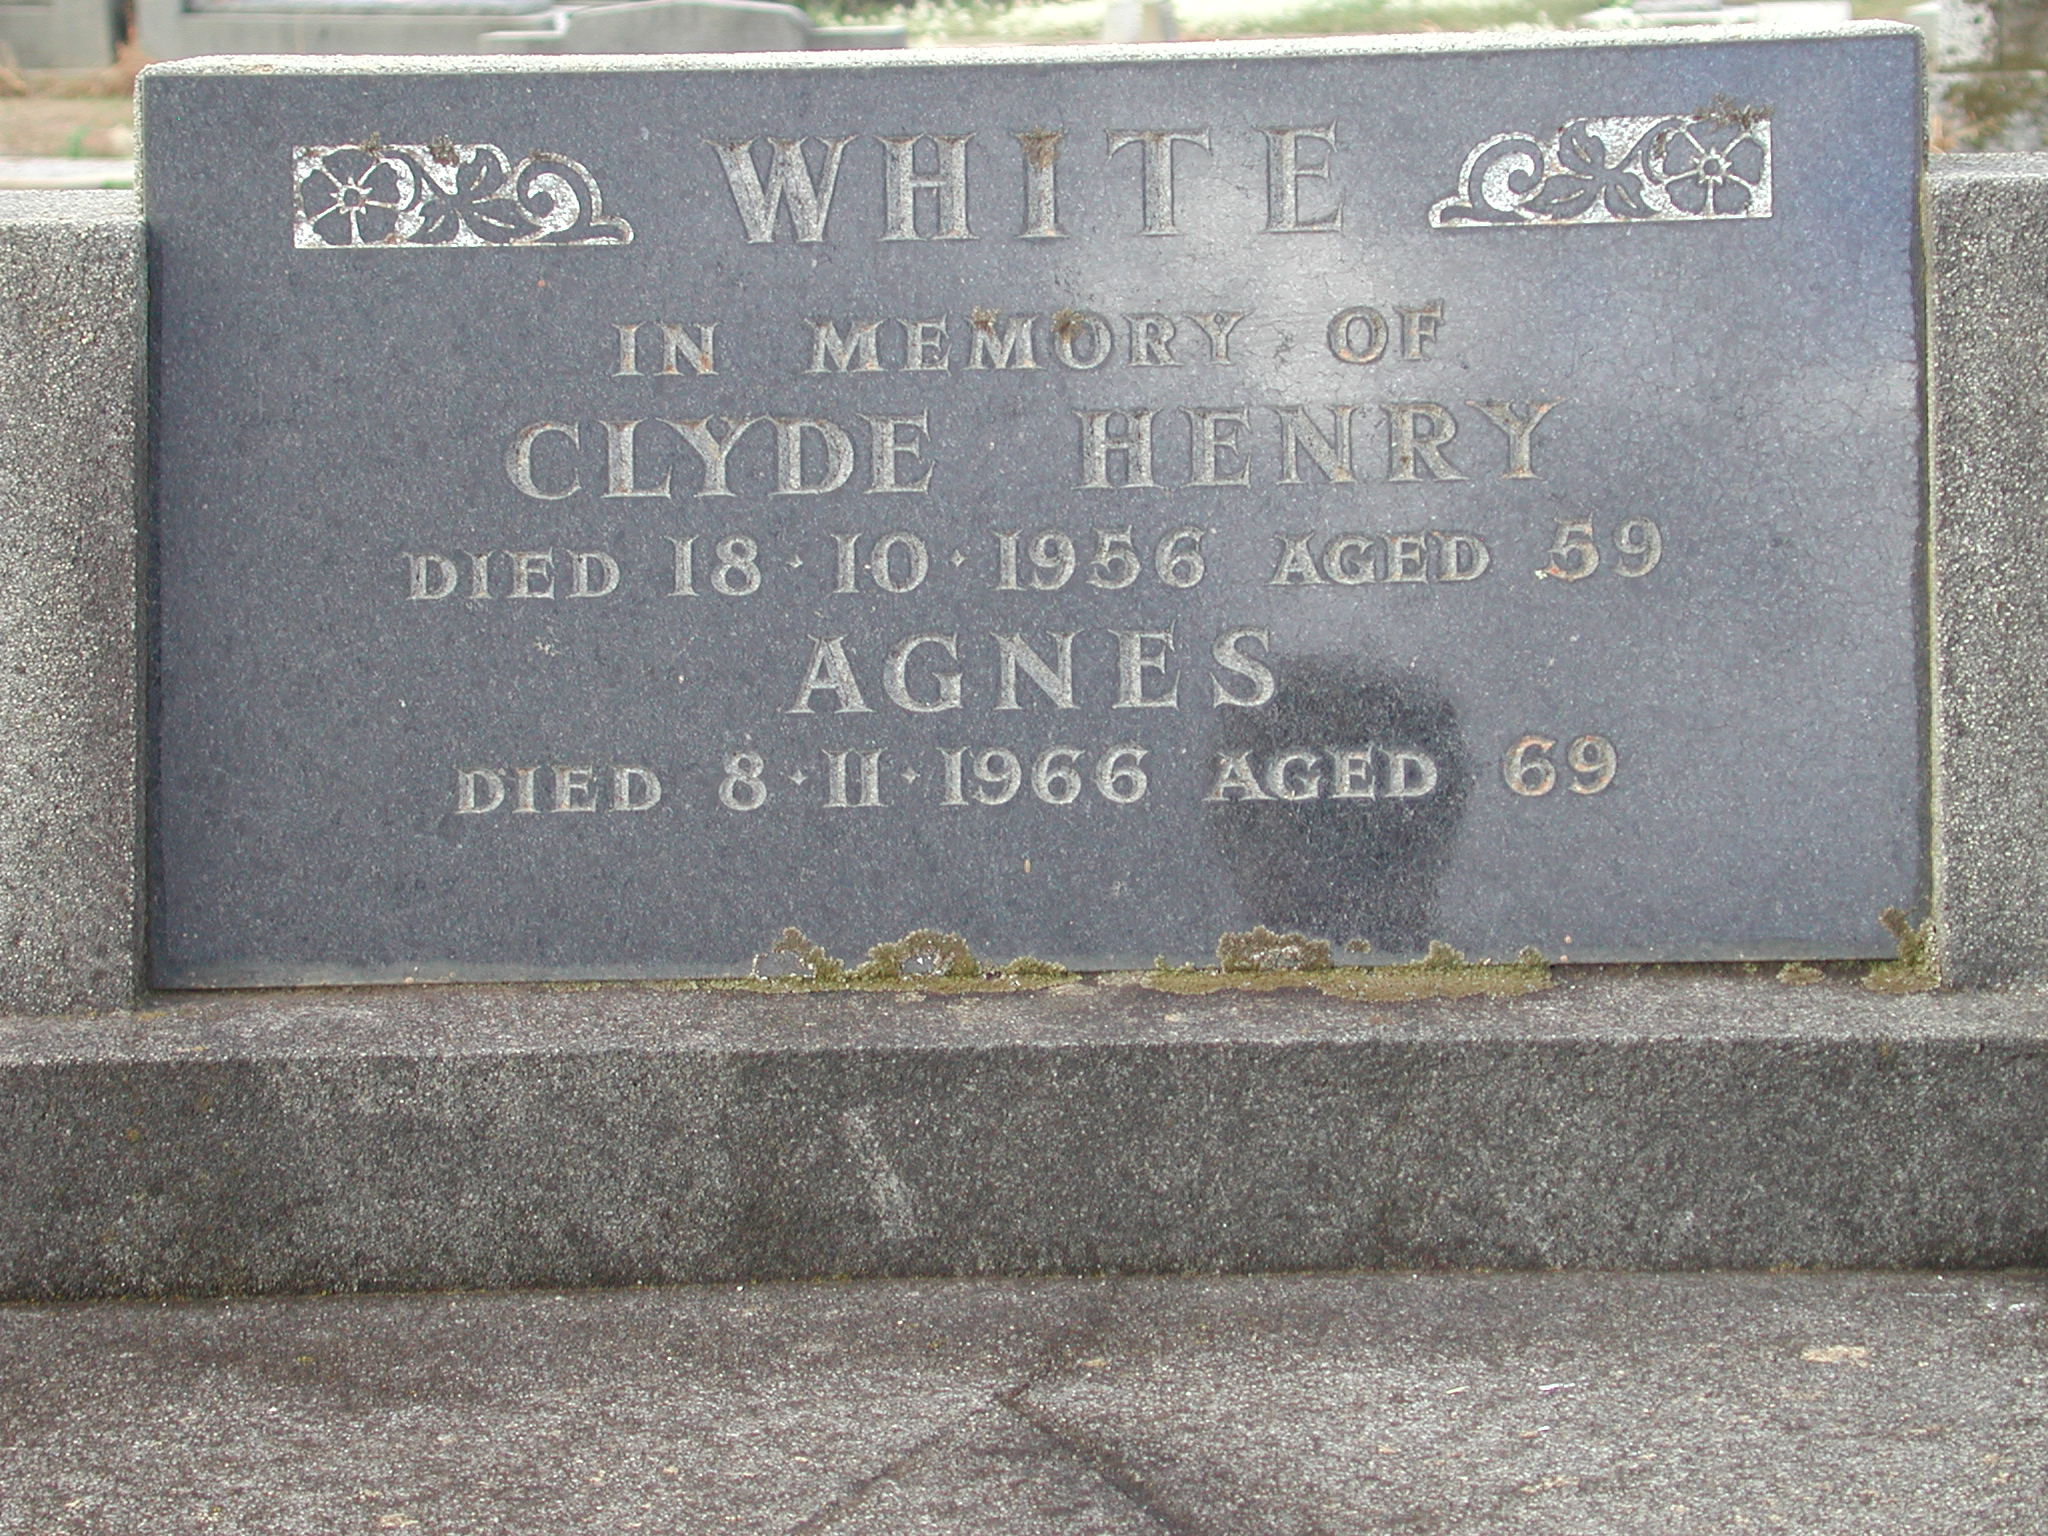 WHITE
IN MEMORY OF
CLYDE HENRY
DIED 18·10·1956 AGED 59
AGNES
DIED 8·11·1966 AGED 69